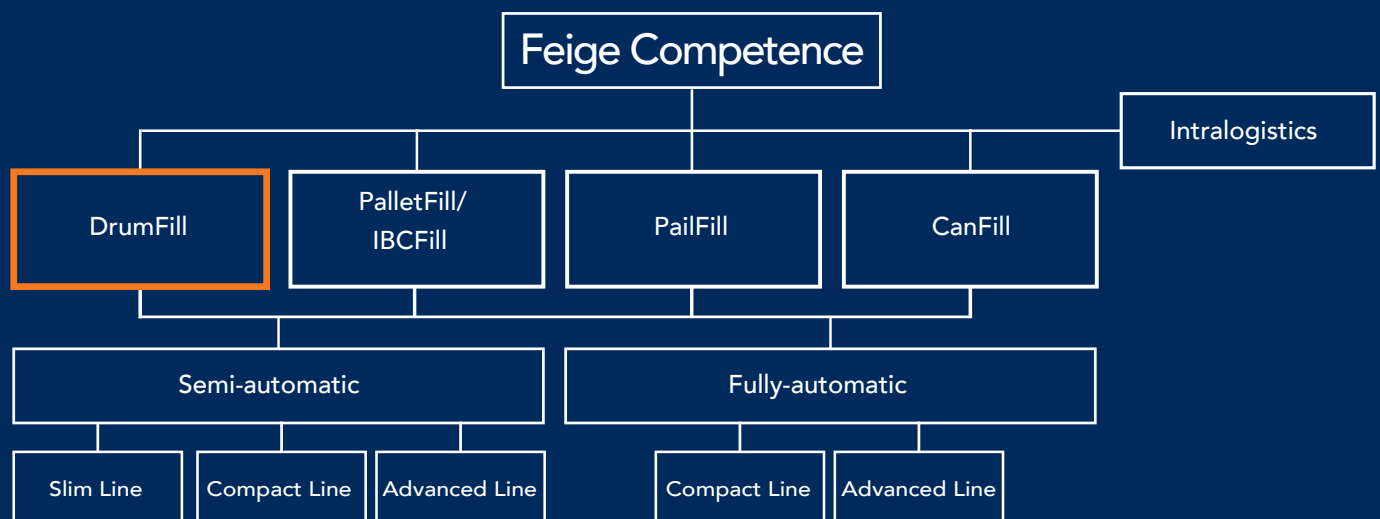 Feige Competence
Intralogistics
DrumFill
PalletFill/
IBCFill
PailFill
CanFill
Semi-automatic
Fully-automatic
Slim Line
Compact Line
Advanced Line
Compact Line
Advanced Line